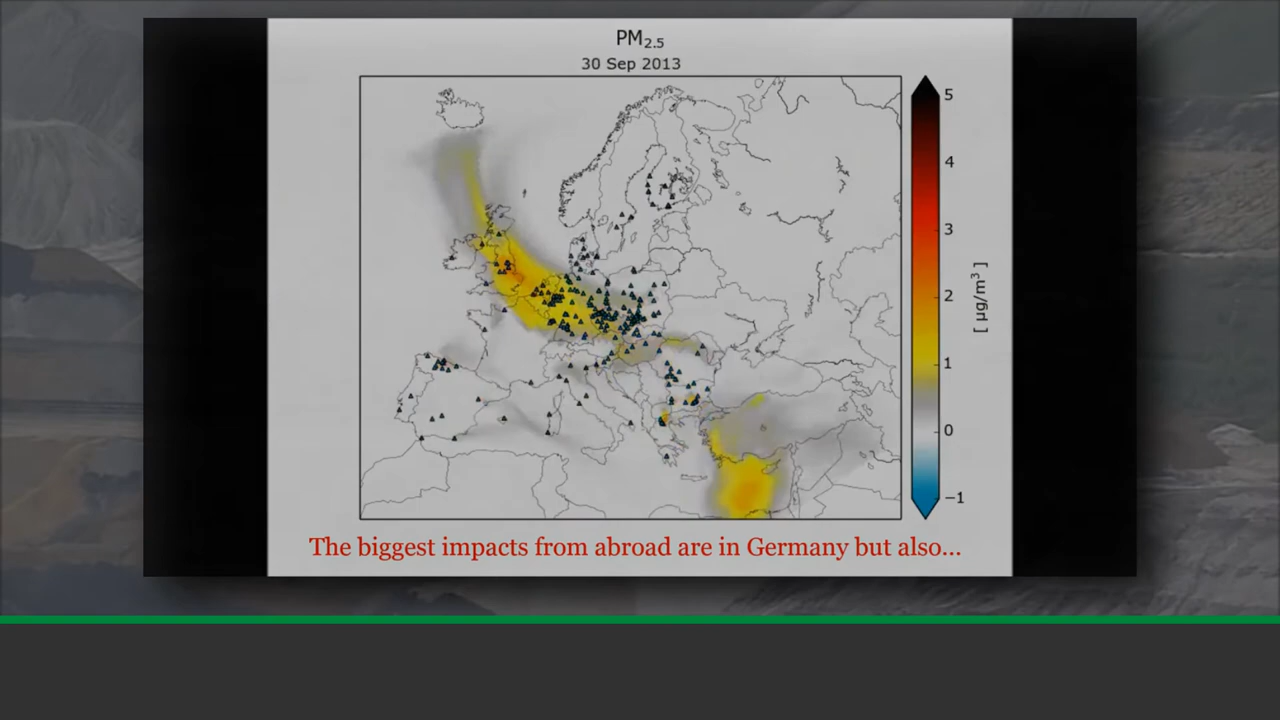 PM2.5
30 Sep 2013
5
4
3
2
1
0
−1
[ μg/m³ ]
The biggest impacts from abroad are in Germany but also...